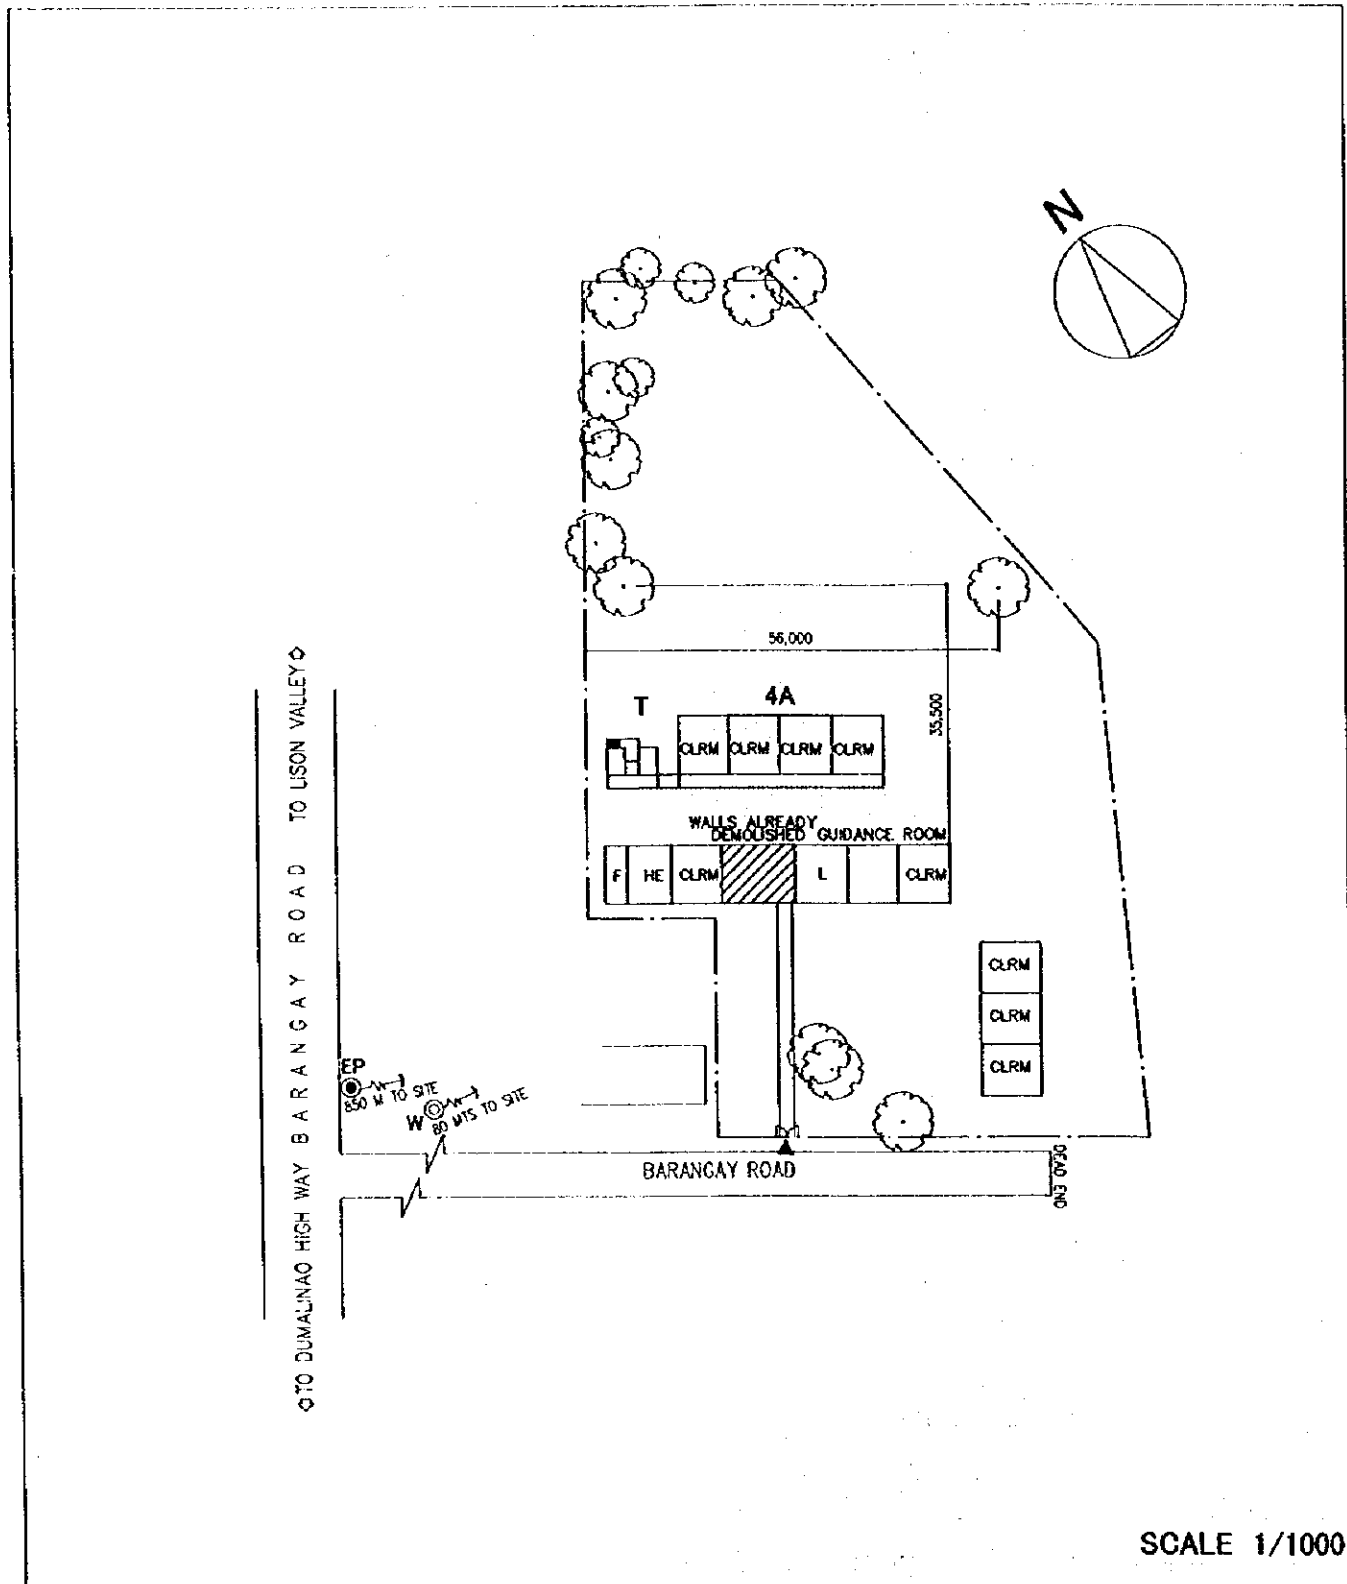 N
56,000
35,500
T
4A
CLRM CLRM CLRM CLRM
WALLS ALREADY
DEMOLISHED GUIDANCE ROOM
F HE CLRM L CLRM
CLRM
CLRM
CLRM
TO DUMALINAO HIGH WAY BARANGAY ROAD TO LISON VALLEY
EP
850 M TO SITE
W
80 MTS TO SITE
BARANGAY ROAD
DEAD END
SCALE 1/1000